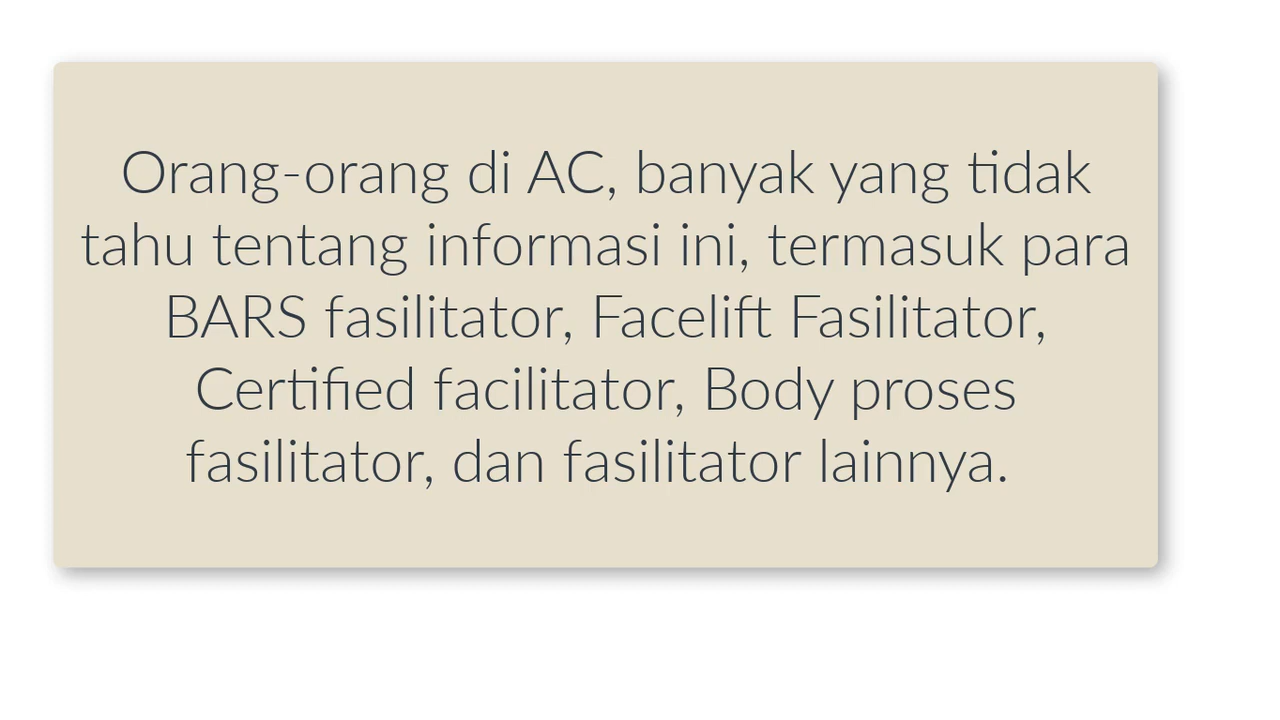 Orang-orang di AC, banyak yang tidak
tahu tentang informasi ini, termasuk para
BARS fasilitator, Facelift Fasilitator,
Certified facilitator, Body proses
fasilitator, dan fasilitator lainnya.